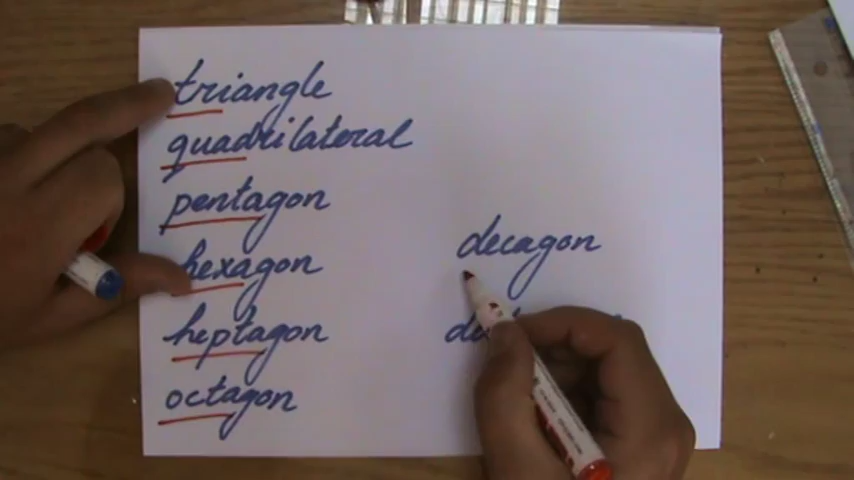 triangle
quadrilateral
pentagon
hexagon
heptagon
octagon
decagon